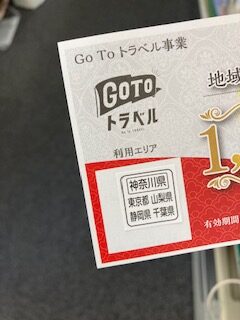 Go To トラベル事業
GOTO
トラベル
利用エリア
神奈川県
東京都 山梨県
静岡県 千葉県
地域
1,
有効期間